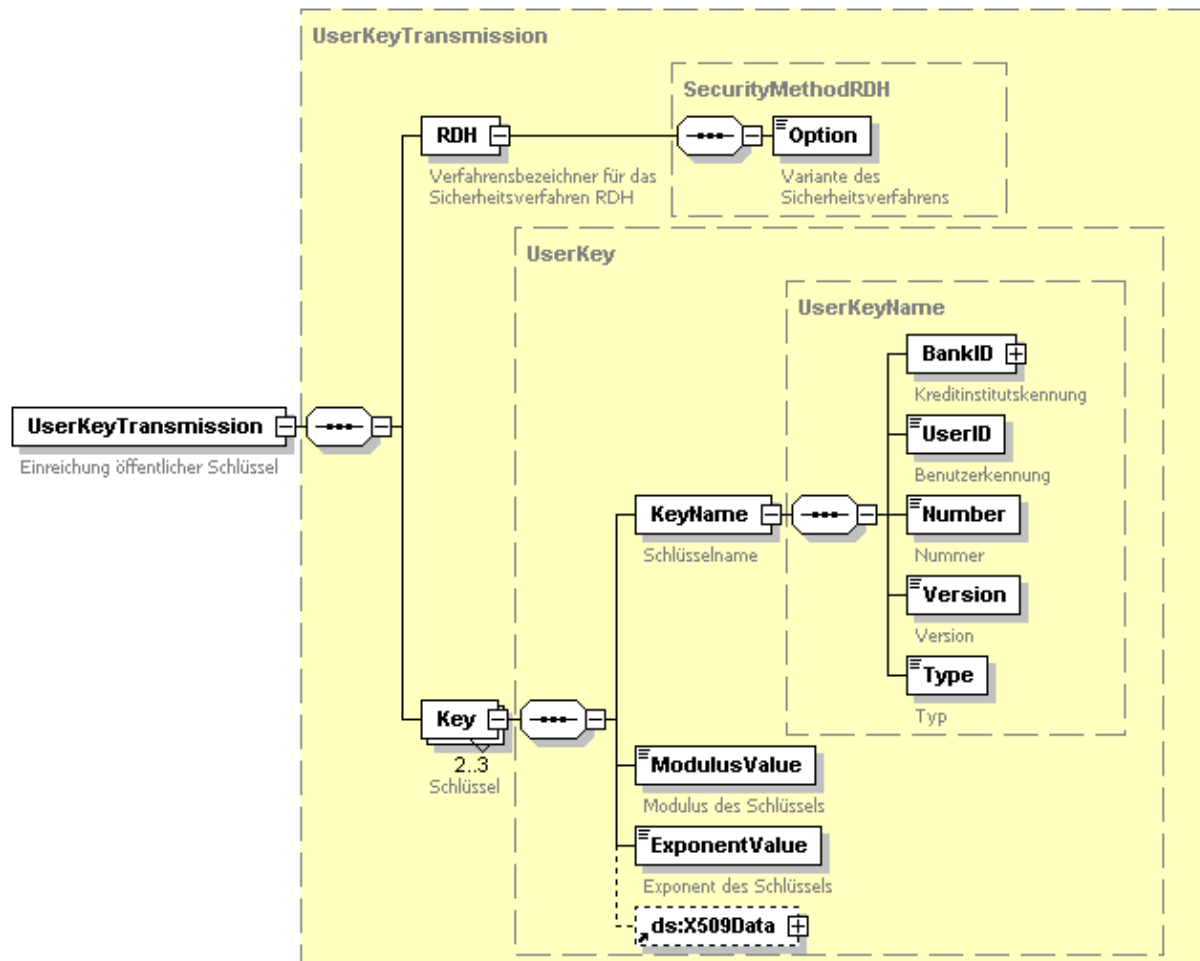 UserKeyTransmission
SecurityMethodRDH
RDH
Option
Verfahrensbezeichner für das
Sicherheitsverfahren RDH
Variante des
Sicherheitsverfahrens
UserKey
UserKeyName
BankID
Kreditinstitutskennung
UserKeyTransmission
Einreichung öffentlicher Schlüssel
UserID
Benutzerkennung
KeyName
Schlüsselname
Number
Nummer
Version
Version
Type
Typ
Key
2..3
Schlüssel
ModulusValue
Modulus des Schlüssels
ExponentValue
Exponent des Schlüssels
ds:X509Data